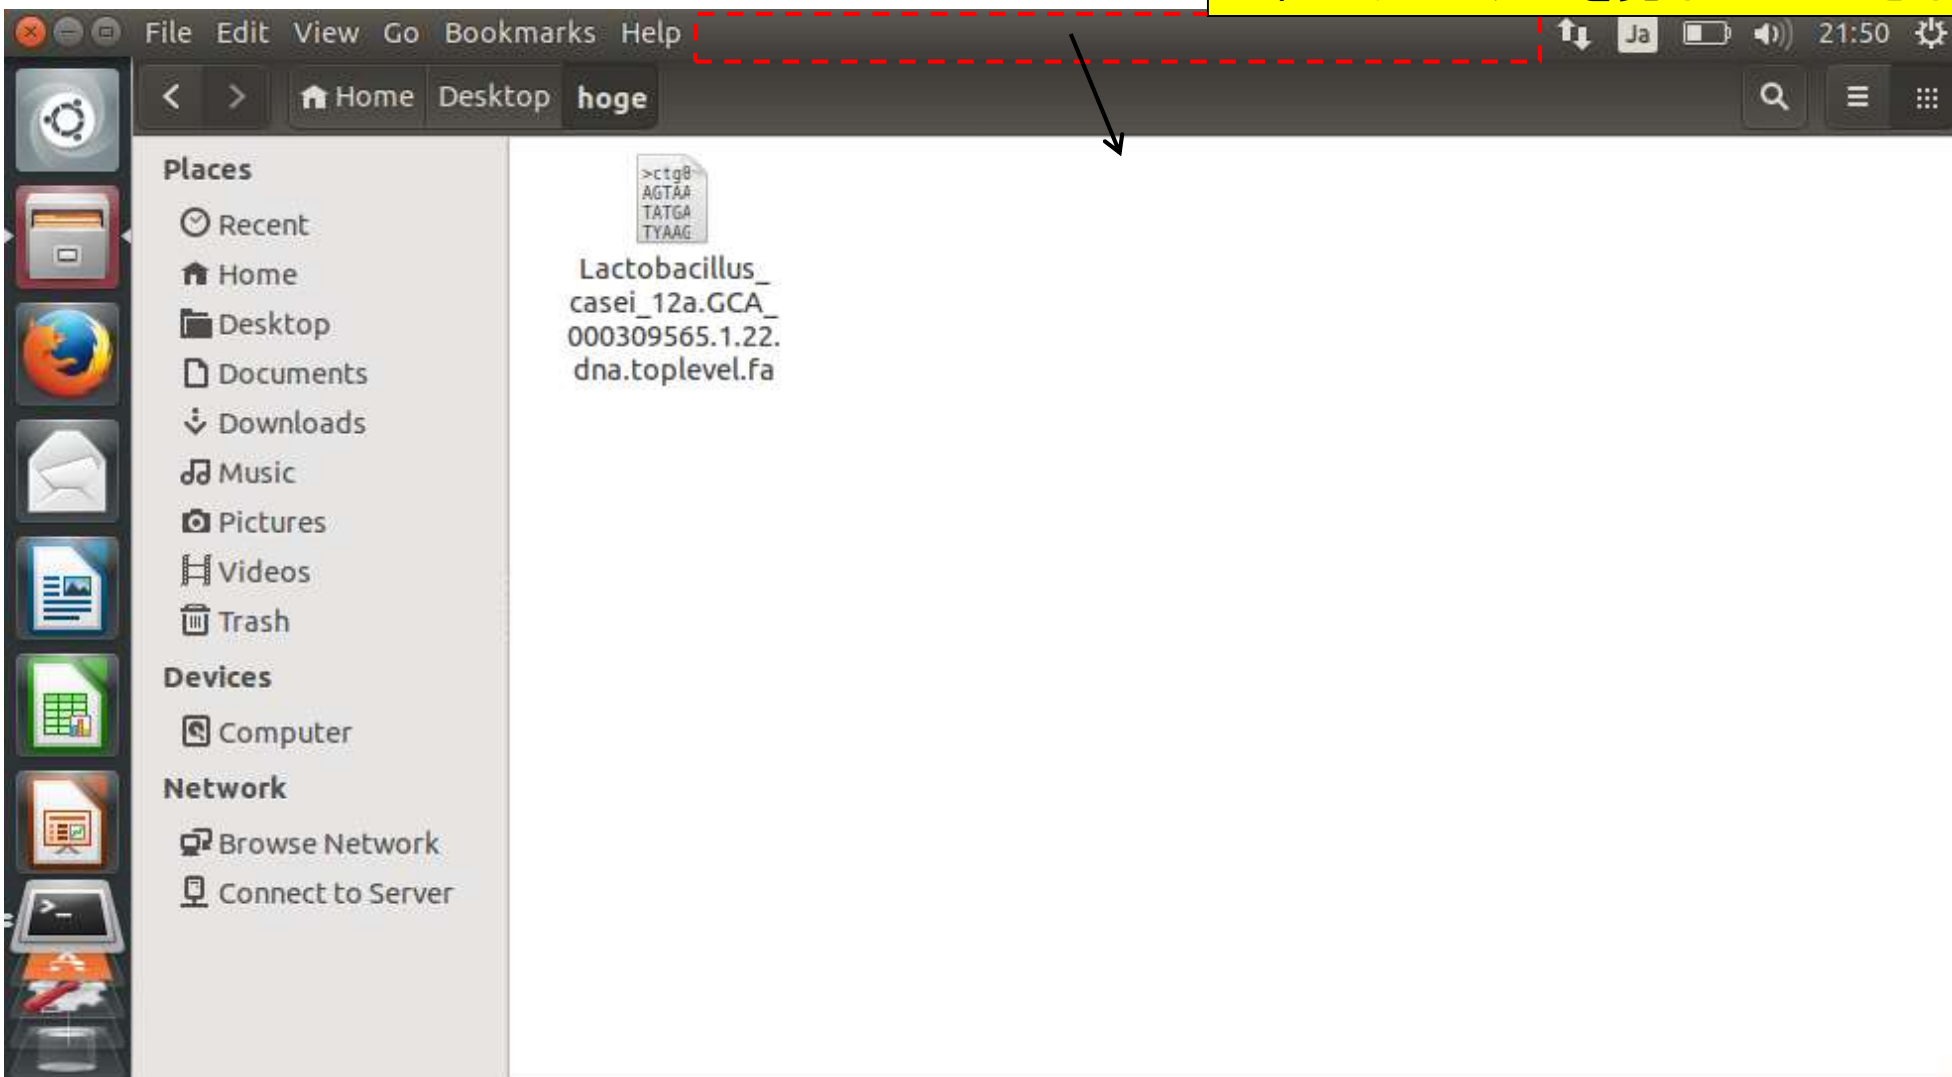 File Edit View Go Bookmarks Help
Ja
21:50
Home Desktop hoge
Places
Recent
Home
Desktop
Documents
Downloads
Music
Pictures
Videos
Trash
Devices
Computer
Network
Browse Network
Connect to Server
>ctg8
AGTAA
TATGA
TYAAG
Lactobacillus_
casei_12a.GCA_
000309565.1.22.
dna.toplevel.fa
>_